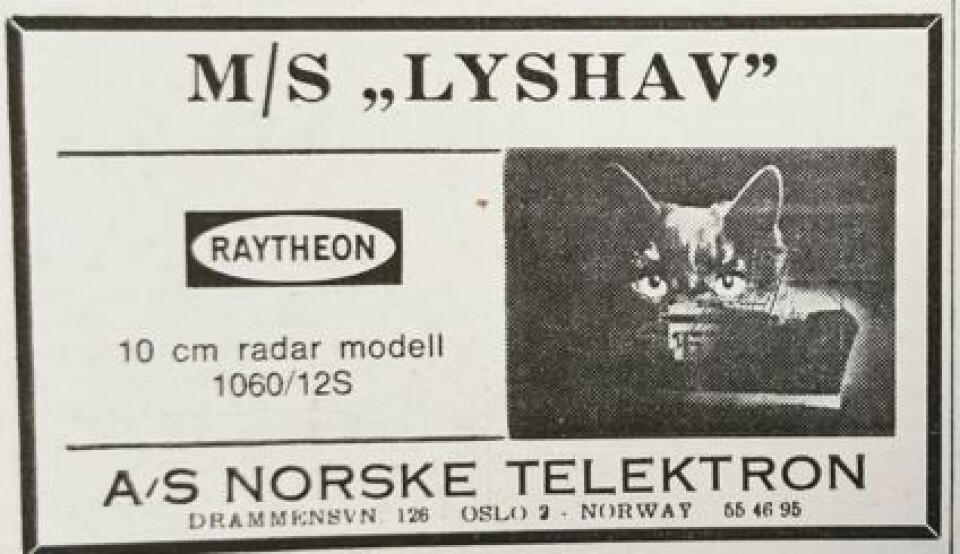 M/S „LYSHAV”
RAYTHEON
10 cm radar modell
1060/12S
A/S NORSKE TELEKTRON
DRAMMENSVN. 126 - OSLO 2 - NORWAY 55 46 95